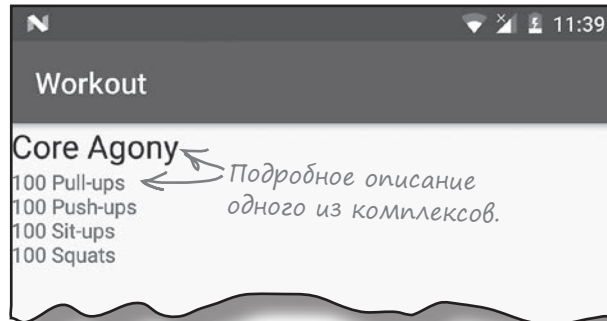 11:39
Workout
Core Agony
100 Pull-ups
100 Push-ups
100 Sit-ups
100 Squats
Подробное описание
одного из комплексов.